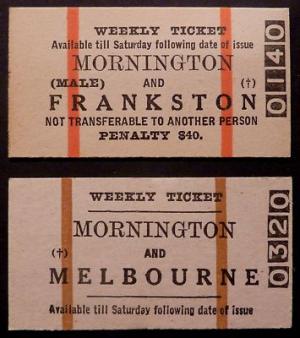 WEEKLY TICKET
Available till Saturday following date of issue
MORNINGTON
(MALE) AND (†)
FRANKSTON
NOT TRANSFERABLE TO ANOTHER PERSON
PENALTY $40.
0140
WEEKLY TICKET
MORNINGTON
(†) AND
MELBOURNE
Available till Saturday following date of issue
0320